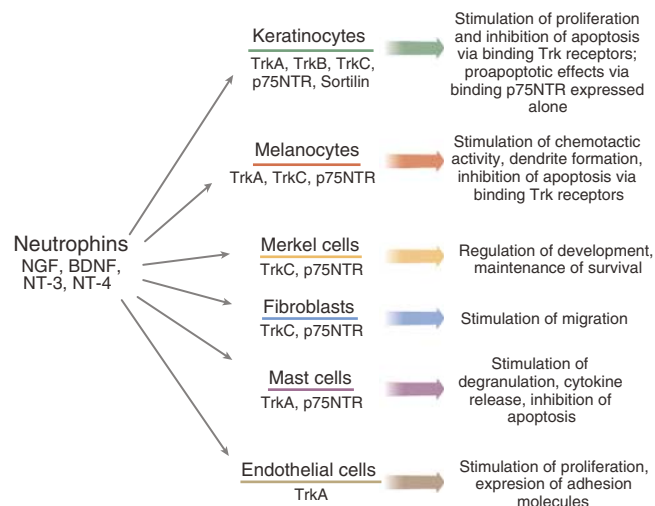 Neutrophins
NGF, BDNF,
NT-3, NT-4
Keratinocytes
TrkA, TrkB, TrkC,
p75NTR, Sortilin
Stimulation of proliferation
and inhibition of apoptosis
via binding Trk receptors;
proapoptotic effects via
binding p75NTR expressed
alone
Melanocytes
TrkA, TrkC, p75NTR
Stimulation of chemotactic
activity, dendrite formation,
inhibition of apoptosis via
binding Trk receptors
Merkel cells
TrkC, p75NTR
Regulation of development,
maintenance of survival
Fibroblasts
TrkC, p75NTR
Stimulation of migration
Mast cells
TrkA, p75NTR
Stimulation of
degranulation, cytokine
release, inhibition of
apoptosis
Endothelial cells
TrkA
Stimulation of proliferation,
expresion of adhesion
molecules